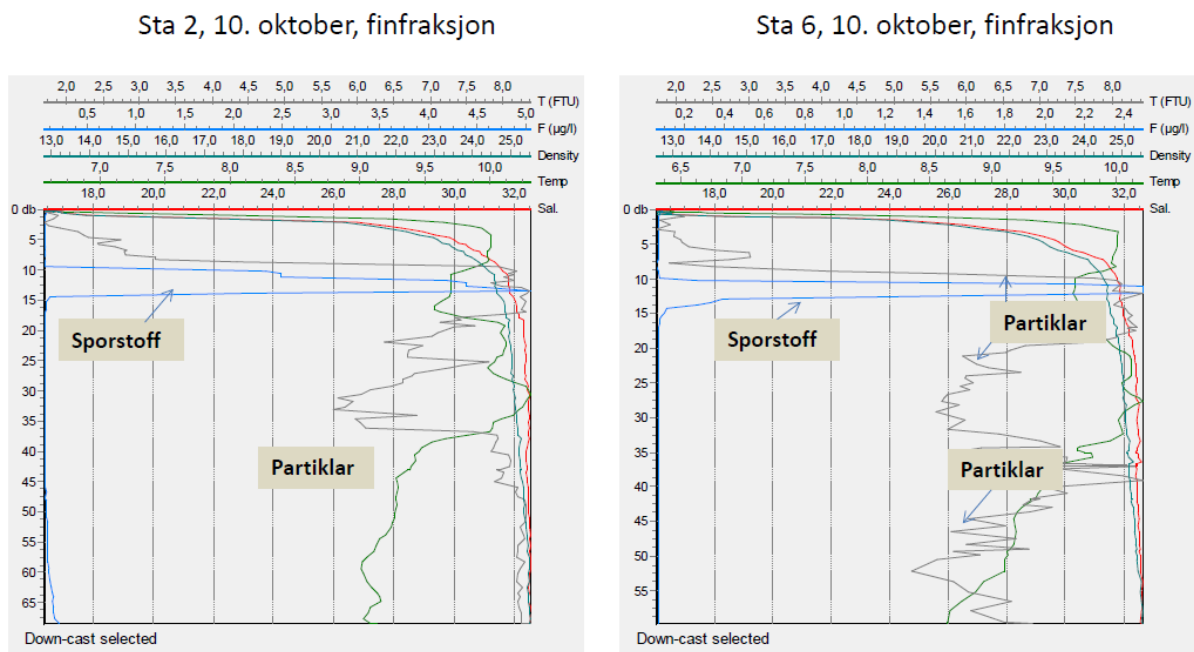 Sta 2, 10. oktober, finfraksjon
2,0 2,5 3,0 3,5 4,0 4,5 5,0 5,5 6,0 6,5 7,0 7,5 8,0
T (FTU)
0,5 1,0 1,5 2,0 2,5 3,0 3,5 4,0 4,5 5,0
F (µg/l)
13,0 14,0 15,0 16,0 17,0 18,0 19,0 20,0 21,0 22,0 23,0 24,0 25,0
Density
7,0 7,5 8,0 8,5 9,0 9,5 10,0
Temp
18,0 20,0 22,0 24,0 26,0 28,0 30,0 32,0
Sal.
0 db
5
10
15
20
25
30
35
40
45
50
55
60
65
Sporstoff
Partiklar
Down-cast selected
Sta 6, 10. oktober, finfraksjon
2,0 2,5 3,0 3,5 4,0 4,5 5,0 5,5 6,0 6,5 7,0 7,5 8,0
T (FTU)
0,2 0,4 0,6 0,8 1,0 1,2 1,4 1,6 1,8 2,0 2,2 2,4
F (µg/l)
13,0 14,0 15,0 16,0 17,0 18,0 19,0 20,0 21,0 22,0 23,0 24,0 25,0
Density
6,5 7,0 7,5 8,0 8,5 9,0 9,5 10,0
Temp
18,0 20,0 22,0 24,0 26,0 28,0 30,0 32,0
Sal.
0 db
5
10
15
20
25
30
35
40
45
50
55
Partiklar
Sporstoff
Partiklar
Down-cast selected